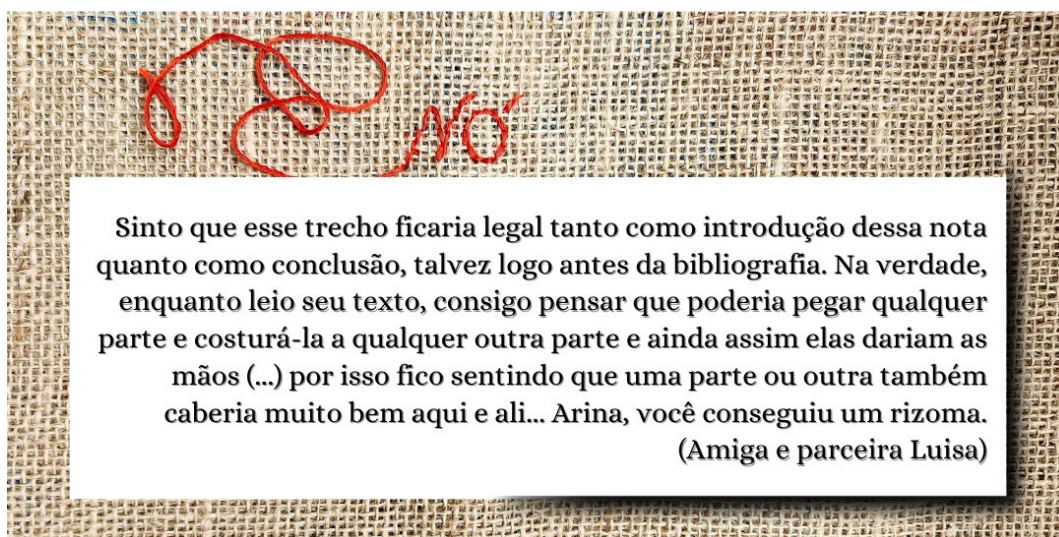 NÓ
Sinto que esse trecho ficaria legal tanto como introdução dessa nota
quanto como conclusão, talvez logo antes da bibliografia. Na verdade,
enquanto leio seu texto, consigo pensar que poderia pegar qualquer
parte e costurá-la a qualquer outra parte e ainda assim elas dariam as
mãos (...) por isso fico sentindo que uma parte ou outra também
caberia muito bem aqui e ali... Arina, você conseguiu um rizoma.
(Amiga e parceira Luisa)